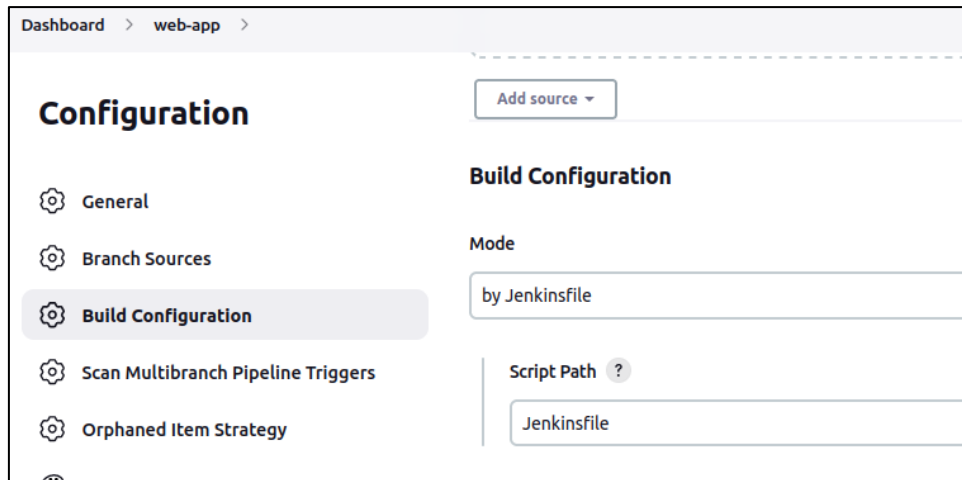 Dashboard > web-app >
Configuration
General
Branch Sources
Build Configuration
Scan Multibranch Pipeline Triggers
Orphaned Item Strategy
Add source
Build Configuration
Mode
by Jenkinsfile
Script Path ?
Jenkinsfile